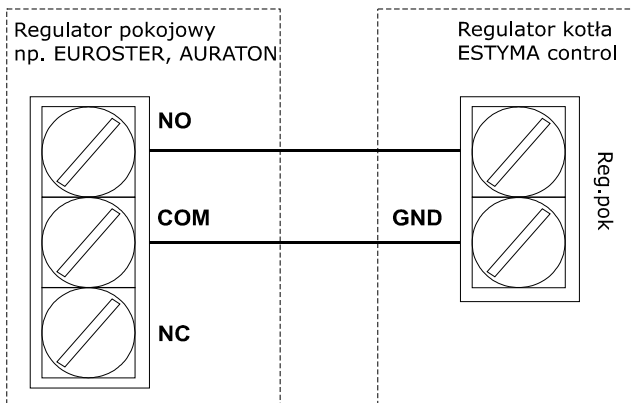 Regulator pokojowy
np. EUROSTER, AURATON
Regulator kotła
ESTYMA control
NO
COM
GND
NC
Reg.pok